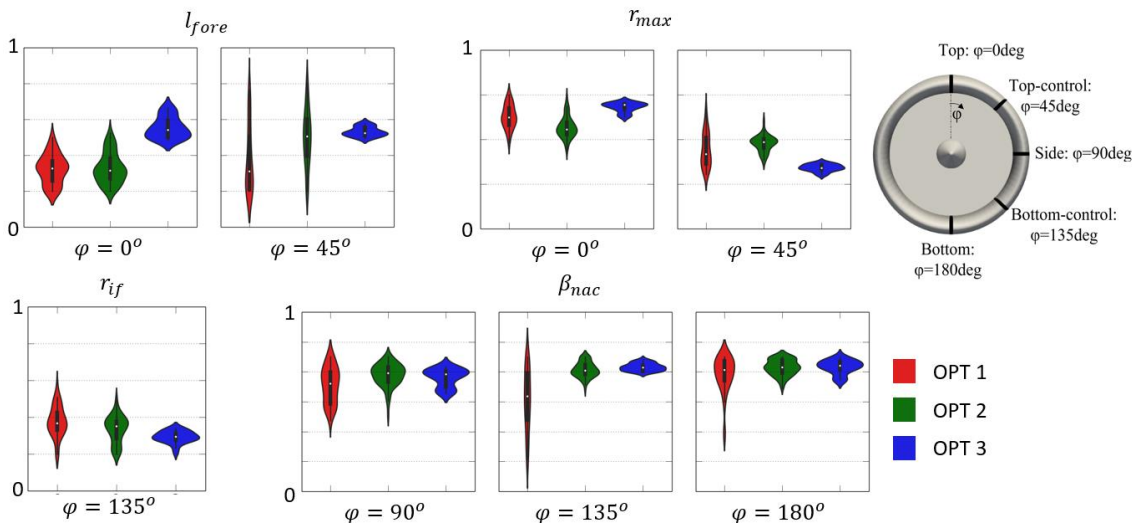 l_fore
r_max
1
0
φ = 0°
φ = 45°
1
0
φ = 0°
φ = 45°
Top: φ=0deg
Top-control:
φ=45deg
φ
Side: φ=90deg
Bottom-control:
φ=135deg
Bottom:
φ=180deg
r_if
β_nac
1
0
φ = 135°
1
0
φ = 90°
φ = 135°
φ = 180°
OPT 1
OPT 2
OPT 3